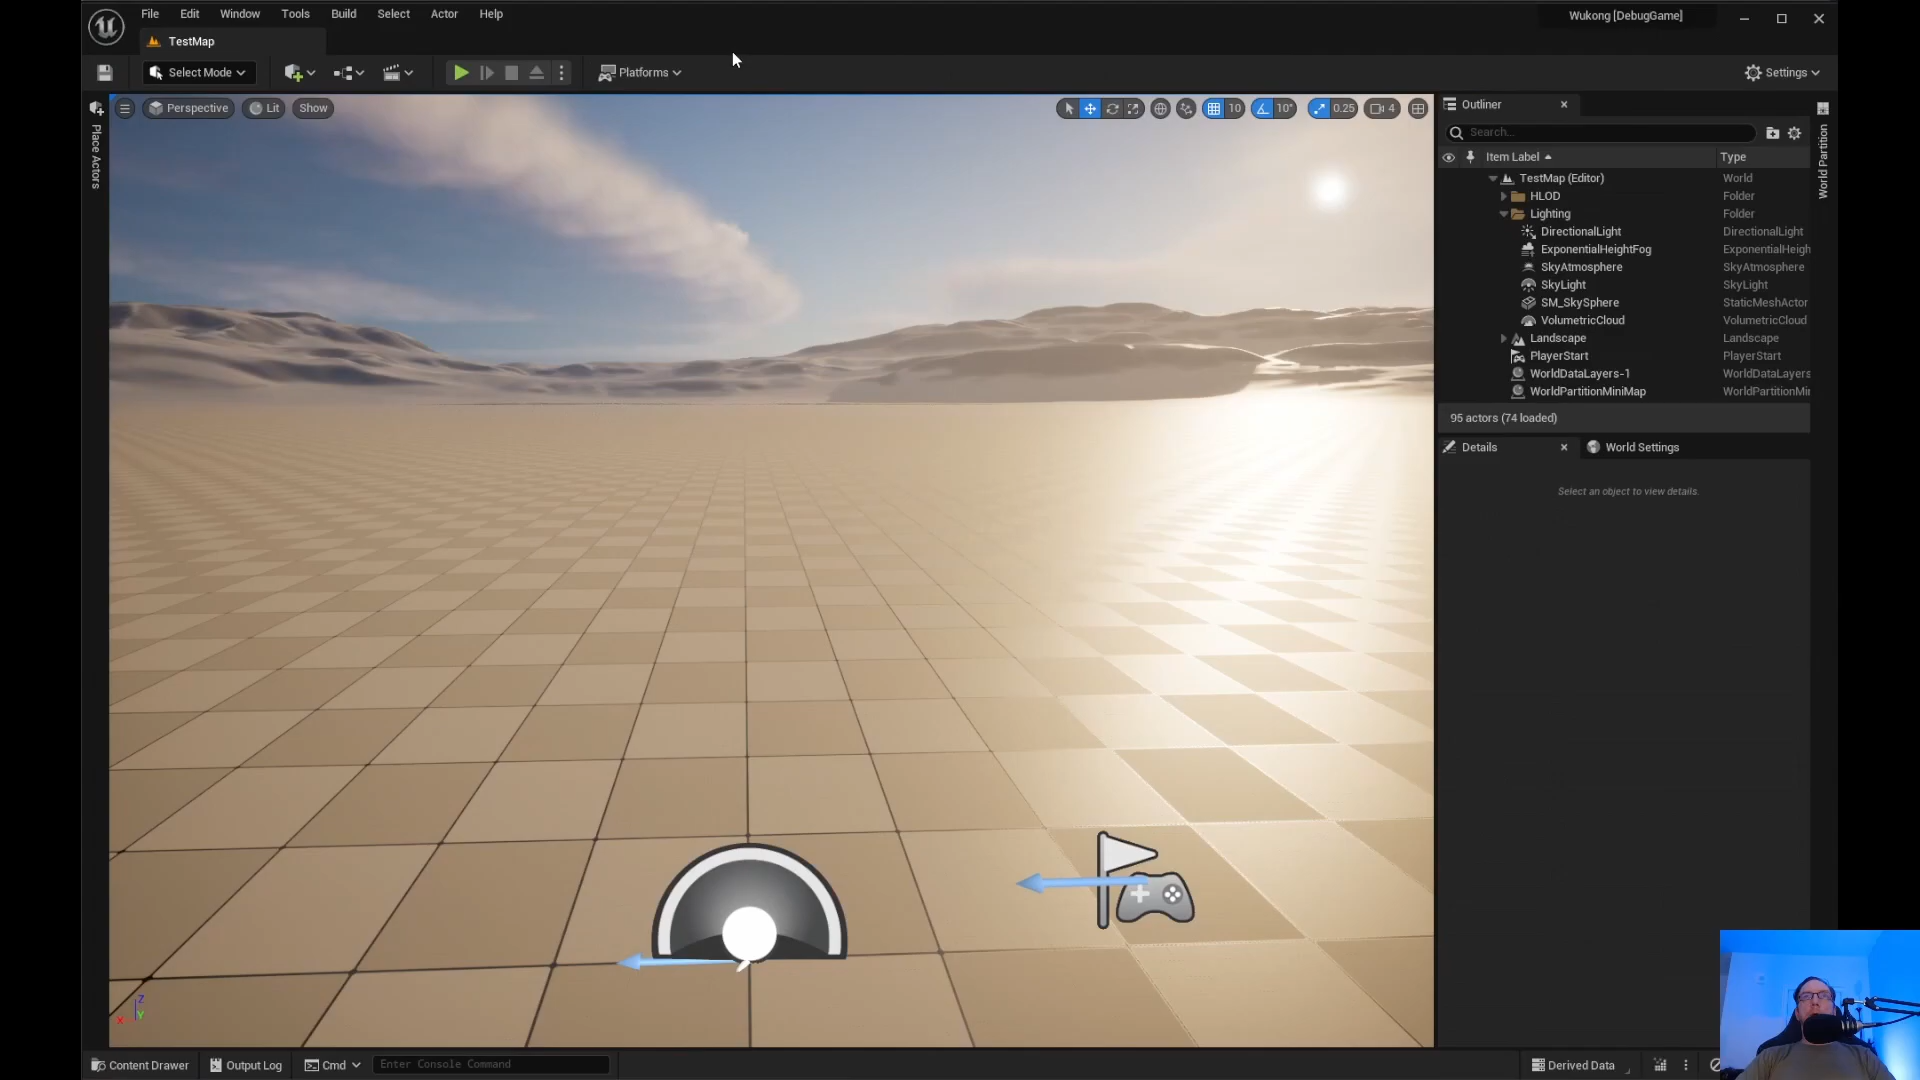 File Edit Window Tools Build Select Actor Help
Wukong [DebugGame]
TestMap
Select Mode
Platforms
Settings
Place Actors
Perspective Lit Show
10 10° 0.25 4
Outliner
Search...
World Partition
Item Label Type
TestMap (Editor) World
HLOD Folder
Lighting Folder
DirectionalLight DirectionalLight
ExponentialHeightFog ExponentialHeigh
SkyAtmosphere SkyAtmosphere
SkyLight SkyLight
SM_SkySphere StaticMeshActor
VolumetricCloud VolumetricCloud
Landscape Landscape
PlayerStart PlayerStart
WorldDataLayers-1 WorldDataLayers
WorldPartitionMiniMap WorldPartitionMi
95 actors (74 loaded)
Details World Settings
Select an object to view details.
Z
X Y
Content Drawer Output Log Cmd Enter Console Command
Derived Data